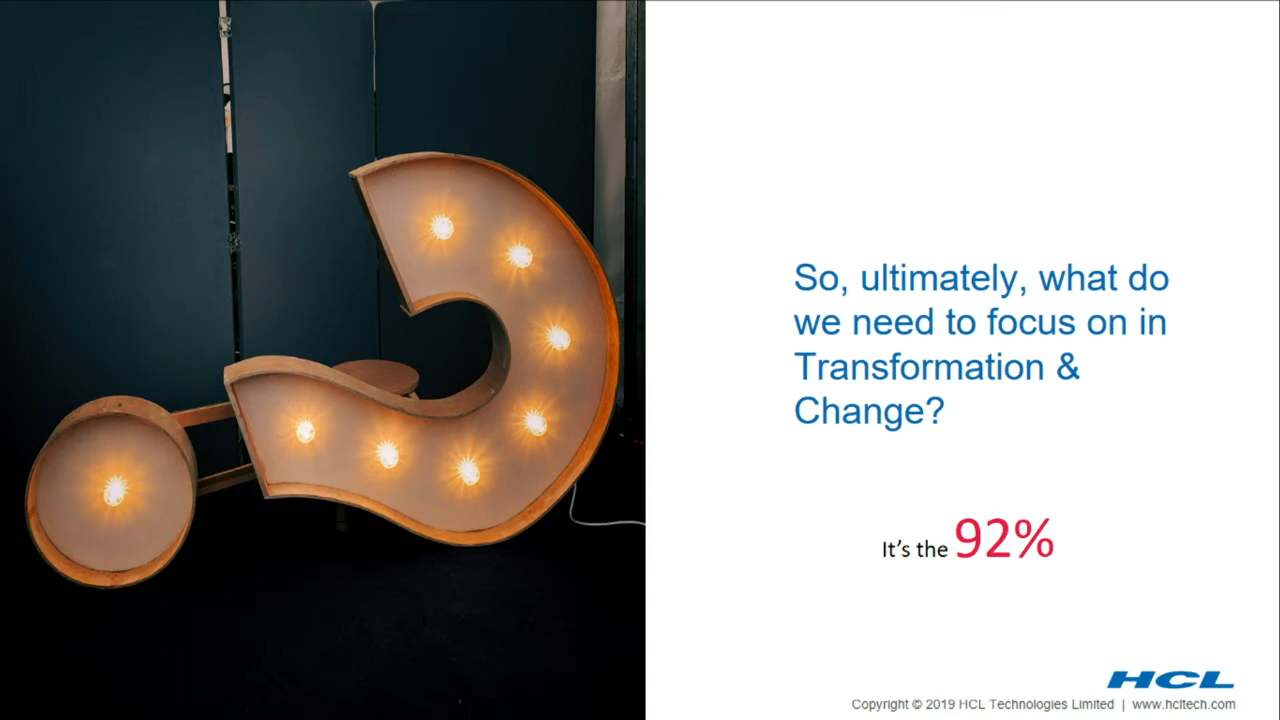 So, ultimately, what do
we need to focus on in
Transformation &
Change?
It's the 92%
HCL
Copyright © 2019 HCL Technologies Limited | www.hcltech.com